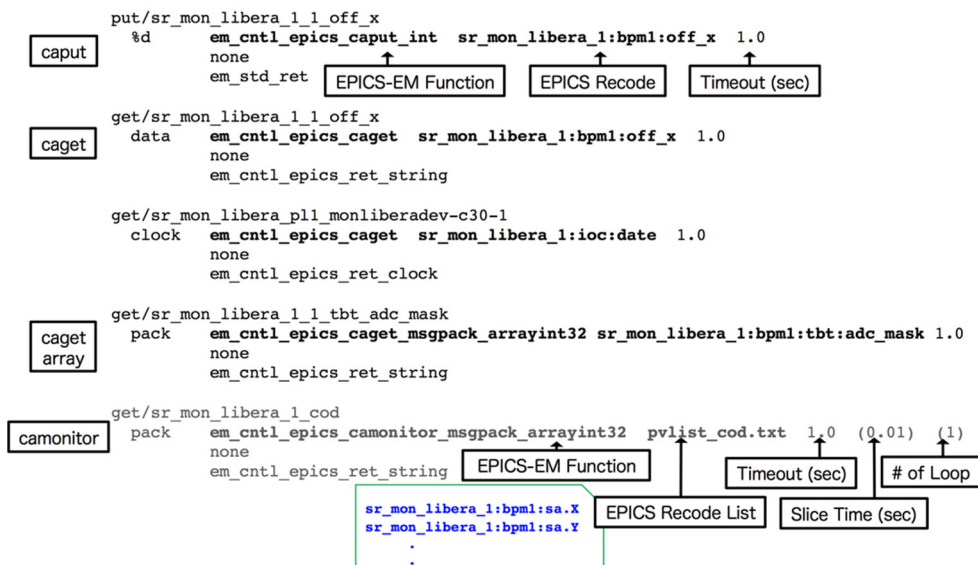 put/sr_mon_libera_1_1_off_x
caput
%d em_cntl_epics_caput_int sr_mon_libera_1:bpm1:off_x 1.0
none
em_std_ret
EPICS-EM Function
EPICS Recode
Timeout (sec)
get/sr_mon_libera_1_1_off_x
caget
data em_cntl_epics_caget sr_mon_libera_1:bpm1:off_x 1.0
none
em_cntl_epics_ret_string
get/sr_mon_libera_pl1_monliberadev-c30-1
clock em_cntl_epics_caget sr_mon_libera_1:ioc:date 1.0
none
em_cntl_epics_ret_clock
get/sr_mon_libera_1_1_tbt_adc_mask
caget
array
pack em_cntl_epics_caget_msgpack_arrayint32 sr_mon_libera_1:bpm1:tbt:adc_mask 1.0
none
em_cntl_epics_ret_string
get/sr_mon_libera_1_cod
camonitor
pack em_cntl_epics_camonitor_msgpack_arrayint32 pvlist_cod.txt 1.0 (0.01) (1)
none
em_cntl_epics_ret_string
EPICS-EM Function
Timeout (sec)
# of Loop
EPICS Recode List
Slice Time (sec)
sr_mon_libera_1:bpm1:sa.X
sr_mon_libera_1:bpm1:sa.Y
.
.